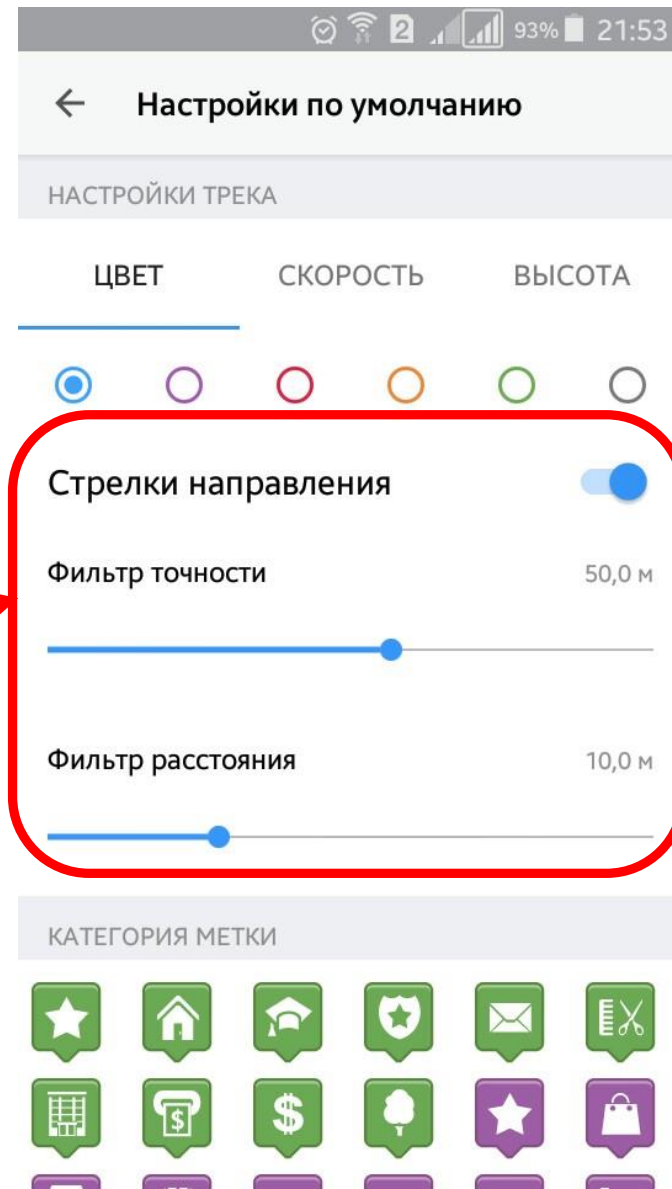 2 93% 21:53
Настройки по умолчанию
НАСТРОЙКИ ТРЕКА
ЦВЕТ СКОРОСТЬ ВЫСОТА
Стрелки направления
Фильтр точности 50,0 м
Фильтр расстояния 10,0 м
КАТЕГОРИЯ МЕТКИ
$ $